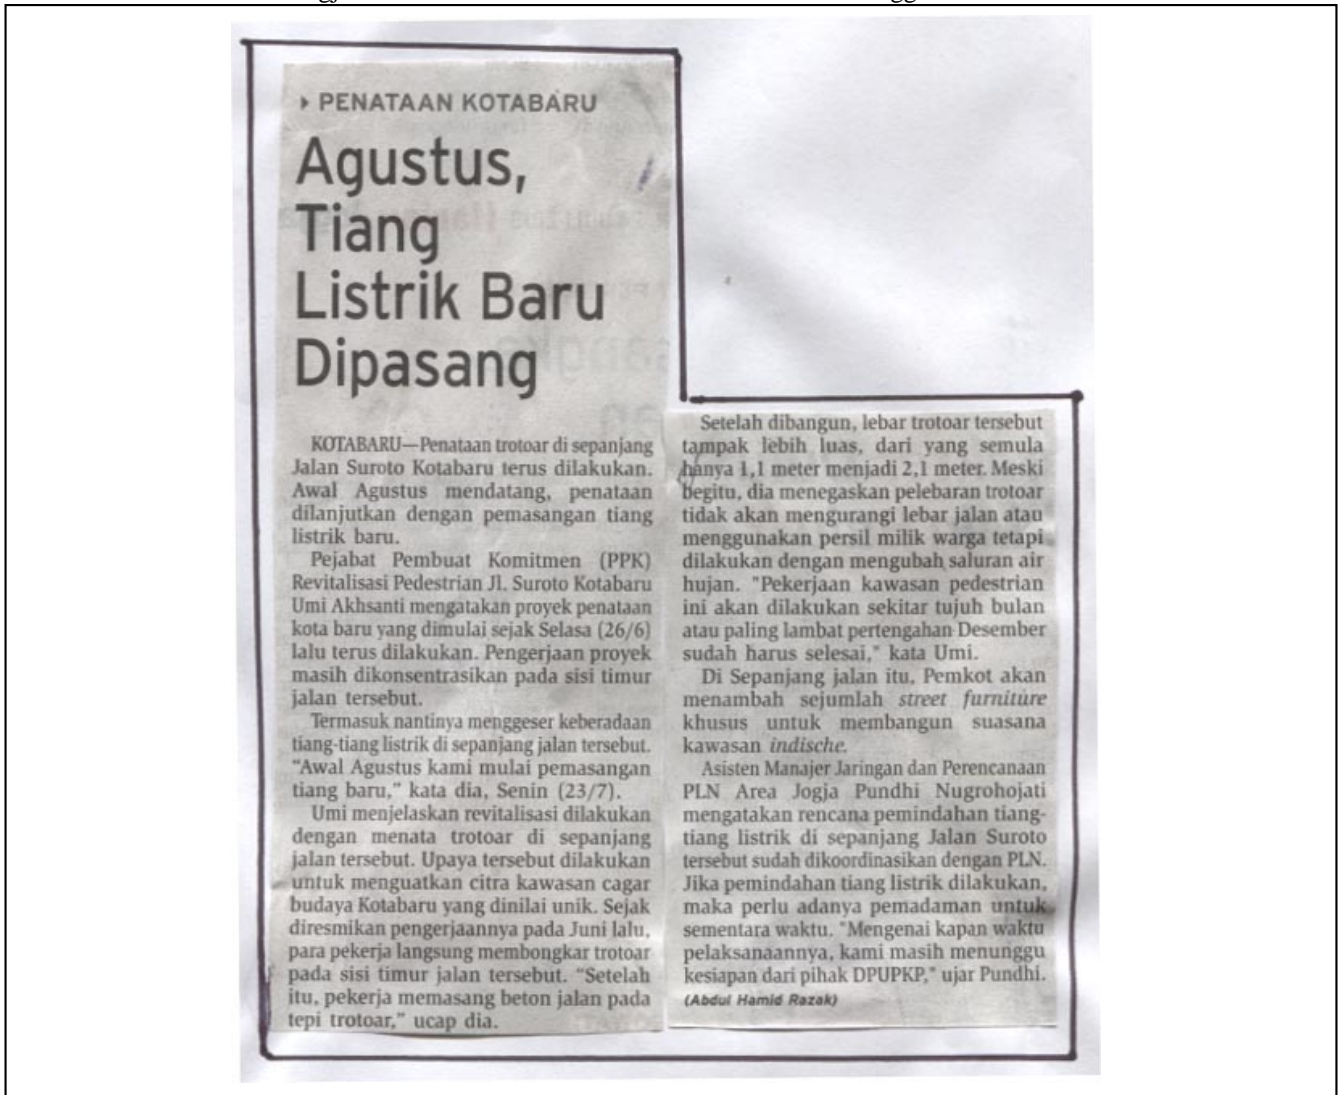 ▸ PENATAAN KOTABARU
Agustus,
Tiang
Listrik Baru
Dipasang
KOTABARU—Penataan trotoar di sepanjang
Jalan Suroto Kotabaru terus dilakukan.
Awal Agustus mendatang, penataan
dilanjutkan dengan pemasangan tiang
listrik baru.
Pejabat Pembuat Komitmen (PPK)
Revitalisasi Pedestrian Jl. Suroto Kotabaru
Umi Akhsanti mengatakan proyek penataan
kota baru yang dimulai sejak Selasa (26/6)
lalu terus dilakukan. Pengerjaan proyek
masih dikonsentrasikan pada sisi timur
jalan tersebut.
Termasuk nantinya menggeser keberadaan
tiang-tiang listrik di sepanjang jalan tersebut.
“Awal Agustus kami mulai pemasangan
tiang baru,” kata dia, Senin (23/7).
Umi menjelaskan revitalisasi dilakukan
dengan menata trotoar di sepanjang
jalan tersebut. Upaya tersebut dilakukan
untuk menguatkan citra kawasan cagar
budaya Kotabaru yang dinilai unik. Sejak
diresmikan pengerjaannya pada Juni lalu,
para pekerja langsung membongkar trotoar
pada sisi timur jalan tersebut. “Setelah
itu, pekerja memasang beton jalan pada
tepi trotoar,” ucap dia.
Setelah dibangun, lebar trotoar tersebut
tampak lebih luas, dari yang semula
hanya 1,1 meter menjadi 2,1 meter. Meski
begitu, dia menegaskan pelebaran trotoar
tidak akan mengurangi lebar jalan atau
menggunakan persil milik warga tetapi
dilakukan dengan mengubah saluran air
hujan. "Pekerjaan kawasan pedestrian
ini akan dilakukan sekitar tujuh bulan
atau paling lambat pertengahan Desember
sudah harus selesai," kata Umi.
Di Sepanjang jalan itu, Pemkot akan
menambah sejumlah street furniture
khusus untuk membangun suasana
kawasan indische.
Asisten Manajer Jaringan dan Perencanaan
PLN Area Jogja Pundhi Nugrohojati
mengatakan rencana pemindahan tiang-
tiang listrik di sepanjang Jalan Suroto
tersebut sudah dikoordinasikan dengan PLN.
Jika pemindahan tiang listrik dilakukan,
maka perlu adanya pemadaman untuk
sementara waktu. "Mengenai kapan waktu
pelaksanaannya, kami masih menunggu
kesiapan dari pihak DPUPKP," ujar Pundhi.
(Abdul Hamid Razak)